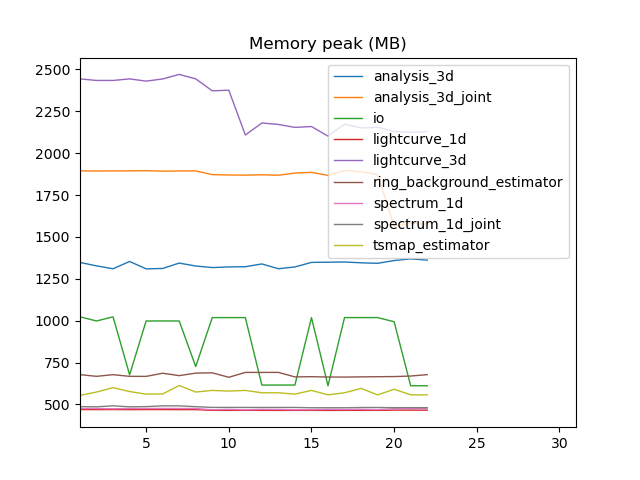 Memory peak (MB)
2500
2250
2000
1750
1500
1250
1000
750
500
5
10
15
20
25
30
analysis_3d
analysis_3d_joint
io
lightcurve_1d
lightcurve_3d
ring_background_estimator
spectrum_1d
spectrum_1d_joint
tsmap_estimator